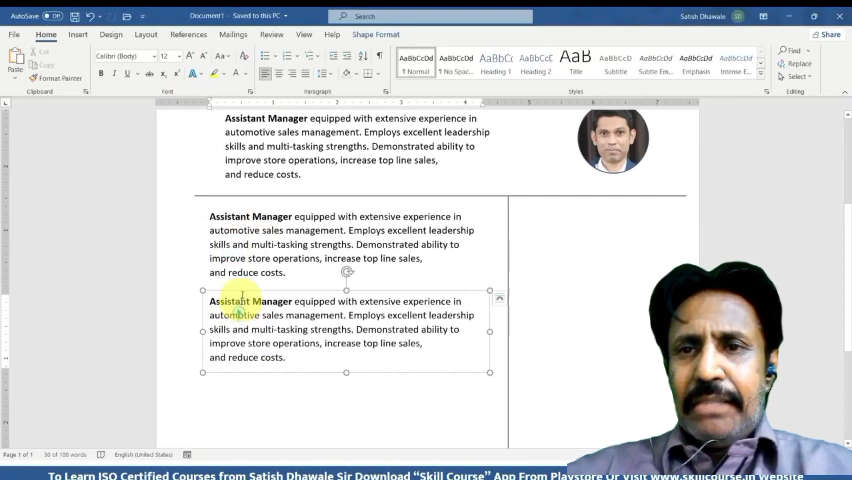 AutoSave Off Document1 - Saved to this PC Search Satish Dhawale SD
File Home Insert Draw Design Layout References Mailings Review View Help Shape Format Share
Paste Cut Copy Format Painter
Calibri (Body) 12
AaBbCcDd AaBbCcDd AaBbCc AaBbCcC AaB AaBbCcD AaBbCcDd AaBbCcDd AaBbCcDd
Normal No Spac... Heading 1 Heading 2 Title Subtitle Subtle Em... Emphasis Intense E...
Find Replace Select
Clipboard Font Paragraph Styles Editing
Assistant Manager equipped with extensive experience in
automotive sales management. Employs excellent leadership
skills and multi-tasking strengths. Demonstrated ability to
improve store operations, increase top line sales,
and reduce costs.
Assistant Manager equipped with extensive experience in
automotive sales management. Employs excellent leadership
skills and multi-tasking strengths. Demonstrated ability to
improve store operations, increase top line sales,
and reduce costs.
Assistant Manager equipped with extensive experience in
automotive sales management. Employs excellent leadership
skills and multi-tasking strengths. Demonstrated ability to
improve store operations, increase top line sales,
and reduce costs.
Page 1 of 1 30 of 100 words English (United States)
To Learn ISO Certified Courses from Satish Dhawale Sir Download "Skill Course" App From Playstore Or Visit www.skillcourse.in Website